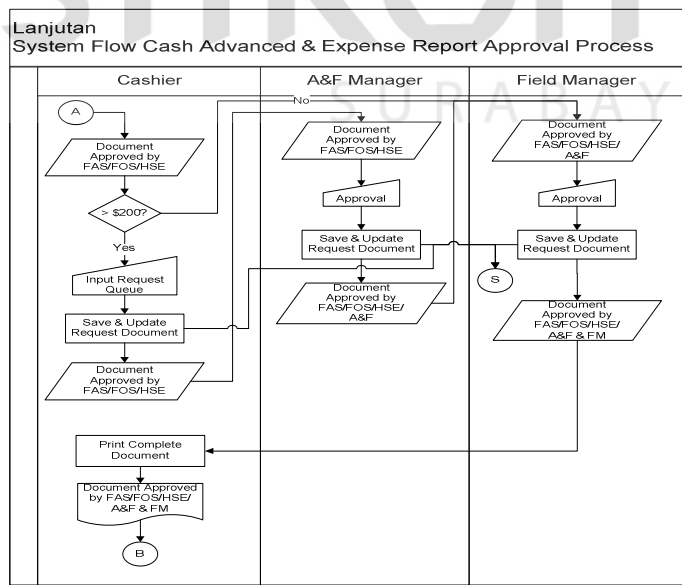 Lanjutan
System Flow Cash Advanced & Expense Report Approval Process
Cashier
A&F Manager
Field Manager
SURABAY
A
No
Document
Approved by
FAS/FOS/HSE
> $200?
Yes
Input Request
Queue
Save & Update
Request Document
Document
Approved by
FAS/FOS/HSE
Print Complete
Document
Document Approved
by FAS/FOS/HSE/
A&F & FM
B
Document
Approved by
FAS/FOS/HSE
Approval
Save & Update
Request Document
Document
Approved by
FAS/FOS/HSE/
A&F
S
Document
Approved by
FAS/FOS/HSE/
A&F
Approval
Save & Update
Request Document
Document
Approved by
FAS/FOS/HSE/
A&F & FM